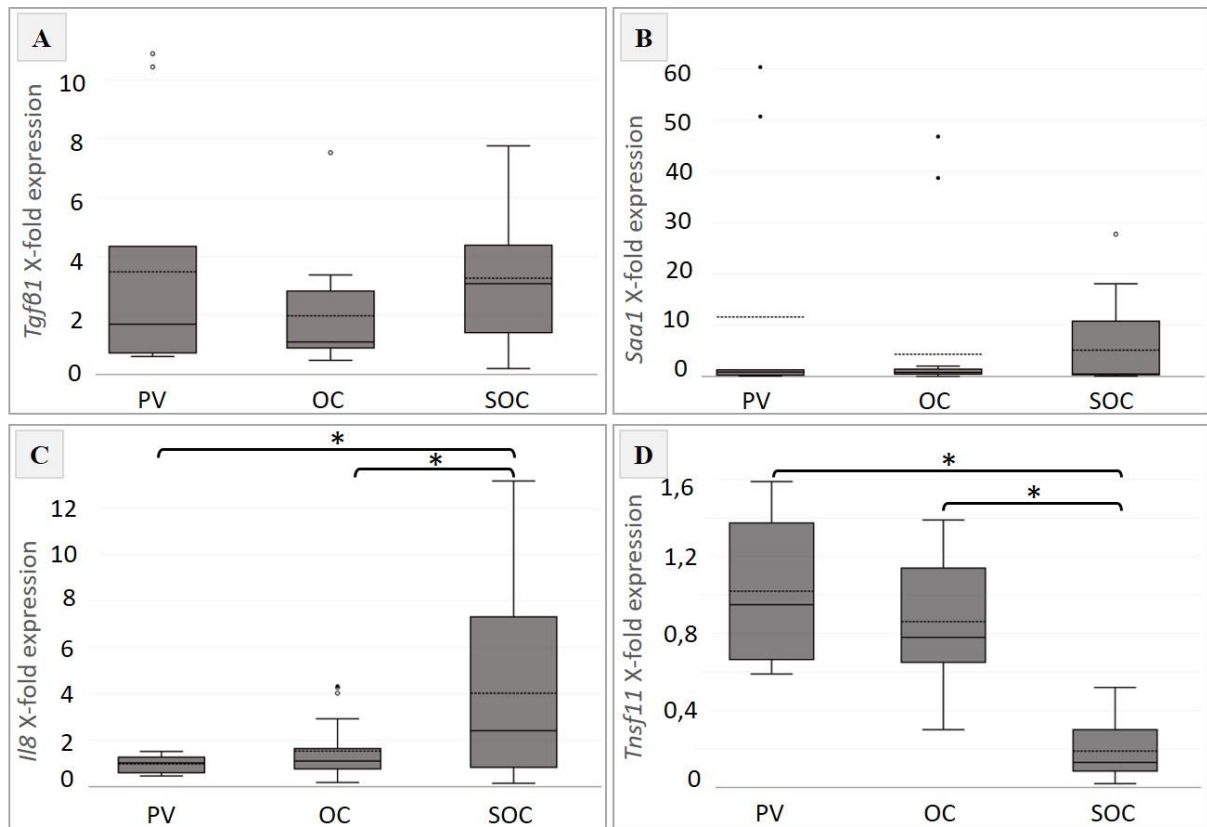 A
Tgfβ1 X-fold expression
10
8
6
4
2
0
PV OC SOC
B
Saa1 X-fold expression
60
50
40
30
20
10
0
PV OC SOC
C
Il8 X-fold expression
12
10
8
6
4
2
0
* 
*
PV OC SOC
D
Tnsf11 X-fold expression
1,6
1,2
0,8
0,4
0
*
*
PV OC SOC